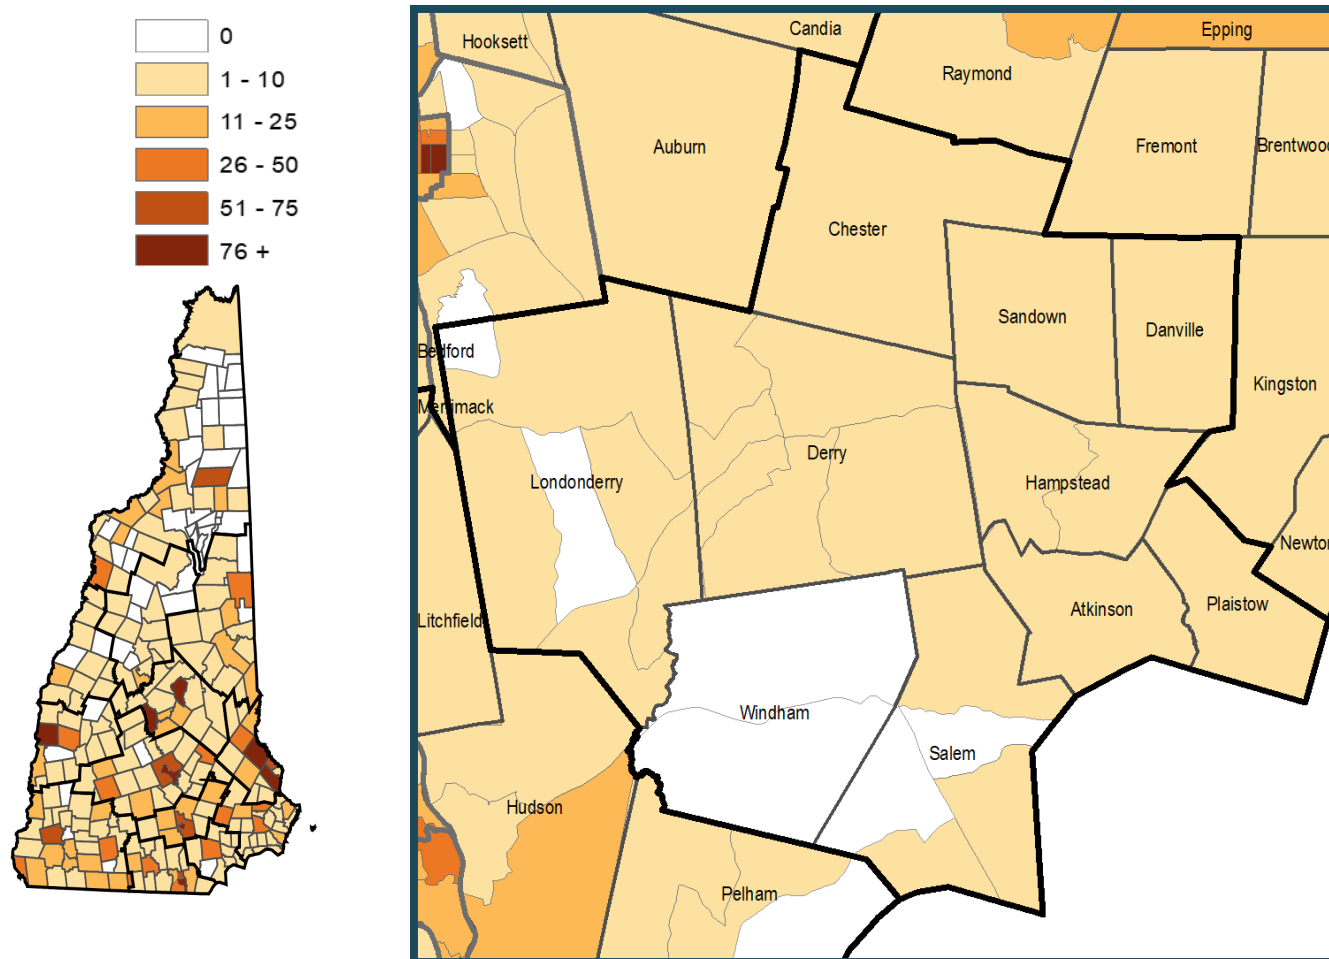 0
1 - 10
11 - 25
26 - 50
51 - 75
76 +
Hooksett
Candia
Epping
Raymond
Auburn
Fremont
Brentwood
Chester
Sandown
Danville
Bedford
Kingston
Merrimack
Derry
Londonderry
Hampstead
Newton
Atkinson
Plaistow
Litchfield
Windham
Salem
Hudson
Pelham